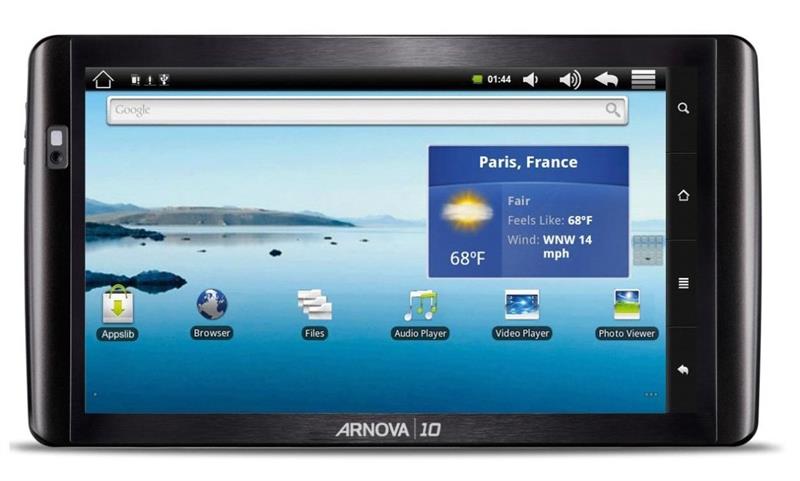 01:44
Google
Paris, France
Fair
Feels Like: 68°F
Wind: WNW 14
mph
68°F
Appslib
Browser
Files
Audio Player
Video Player
Photo Viewer
ARNOVA 10